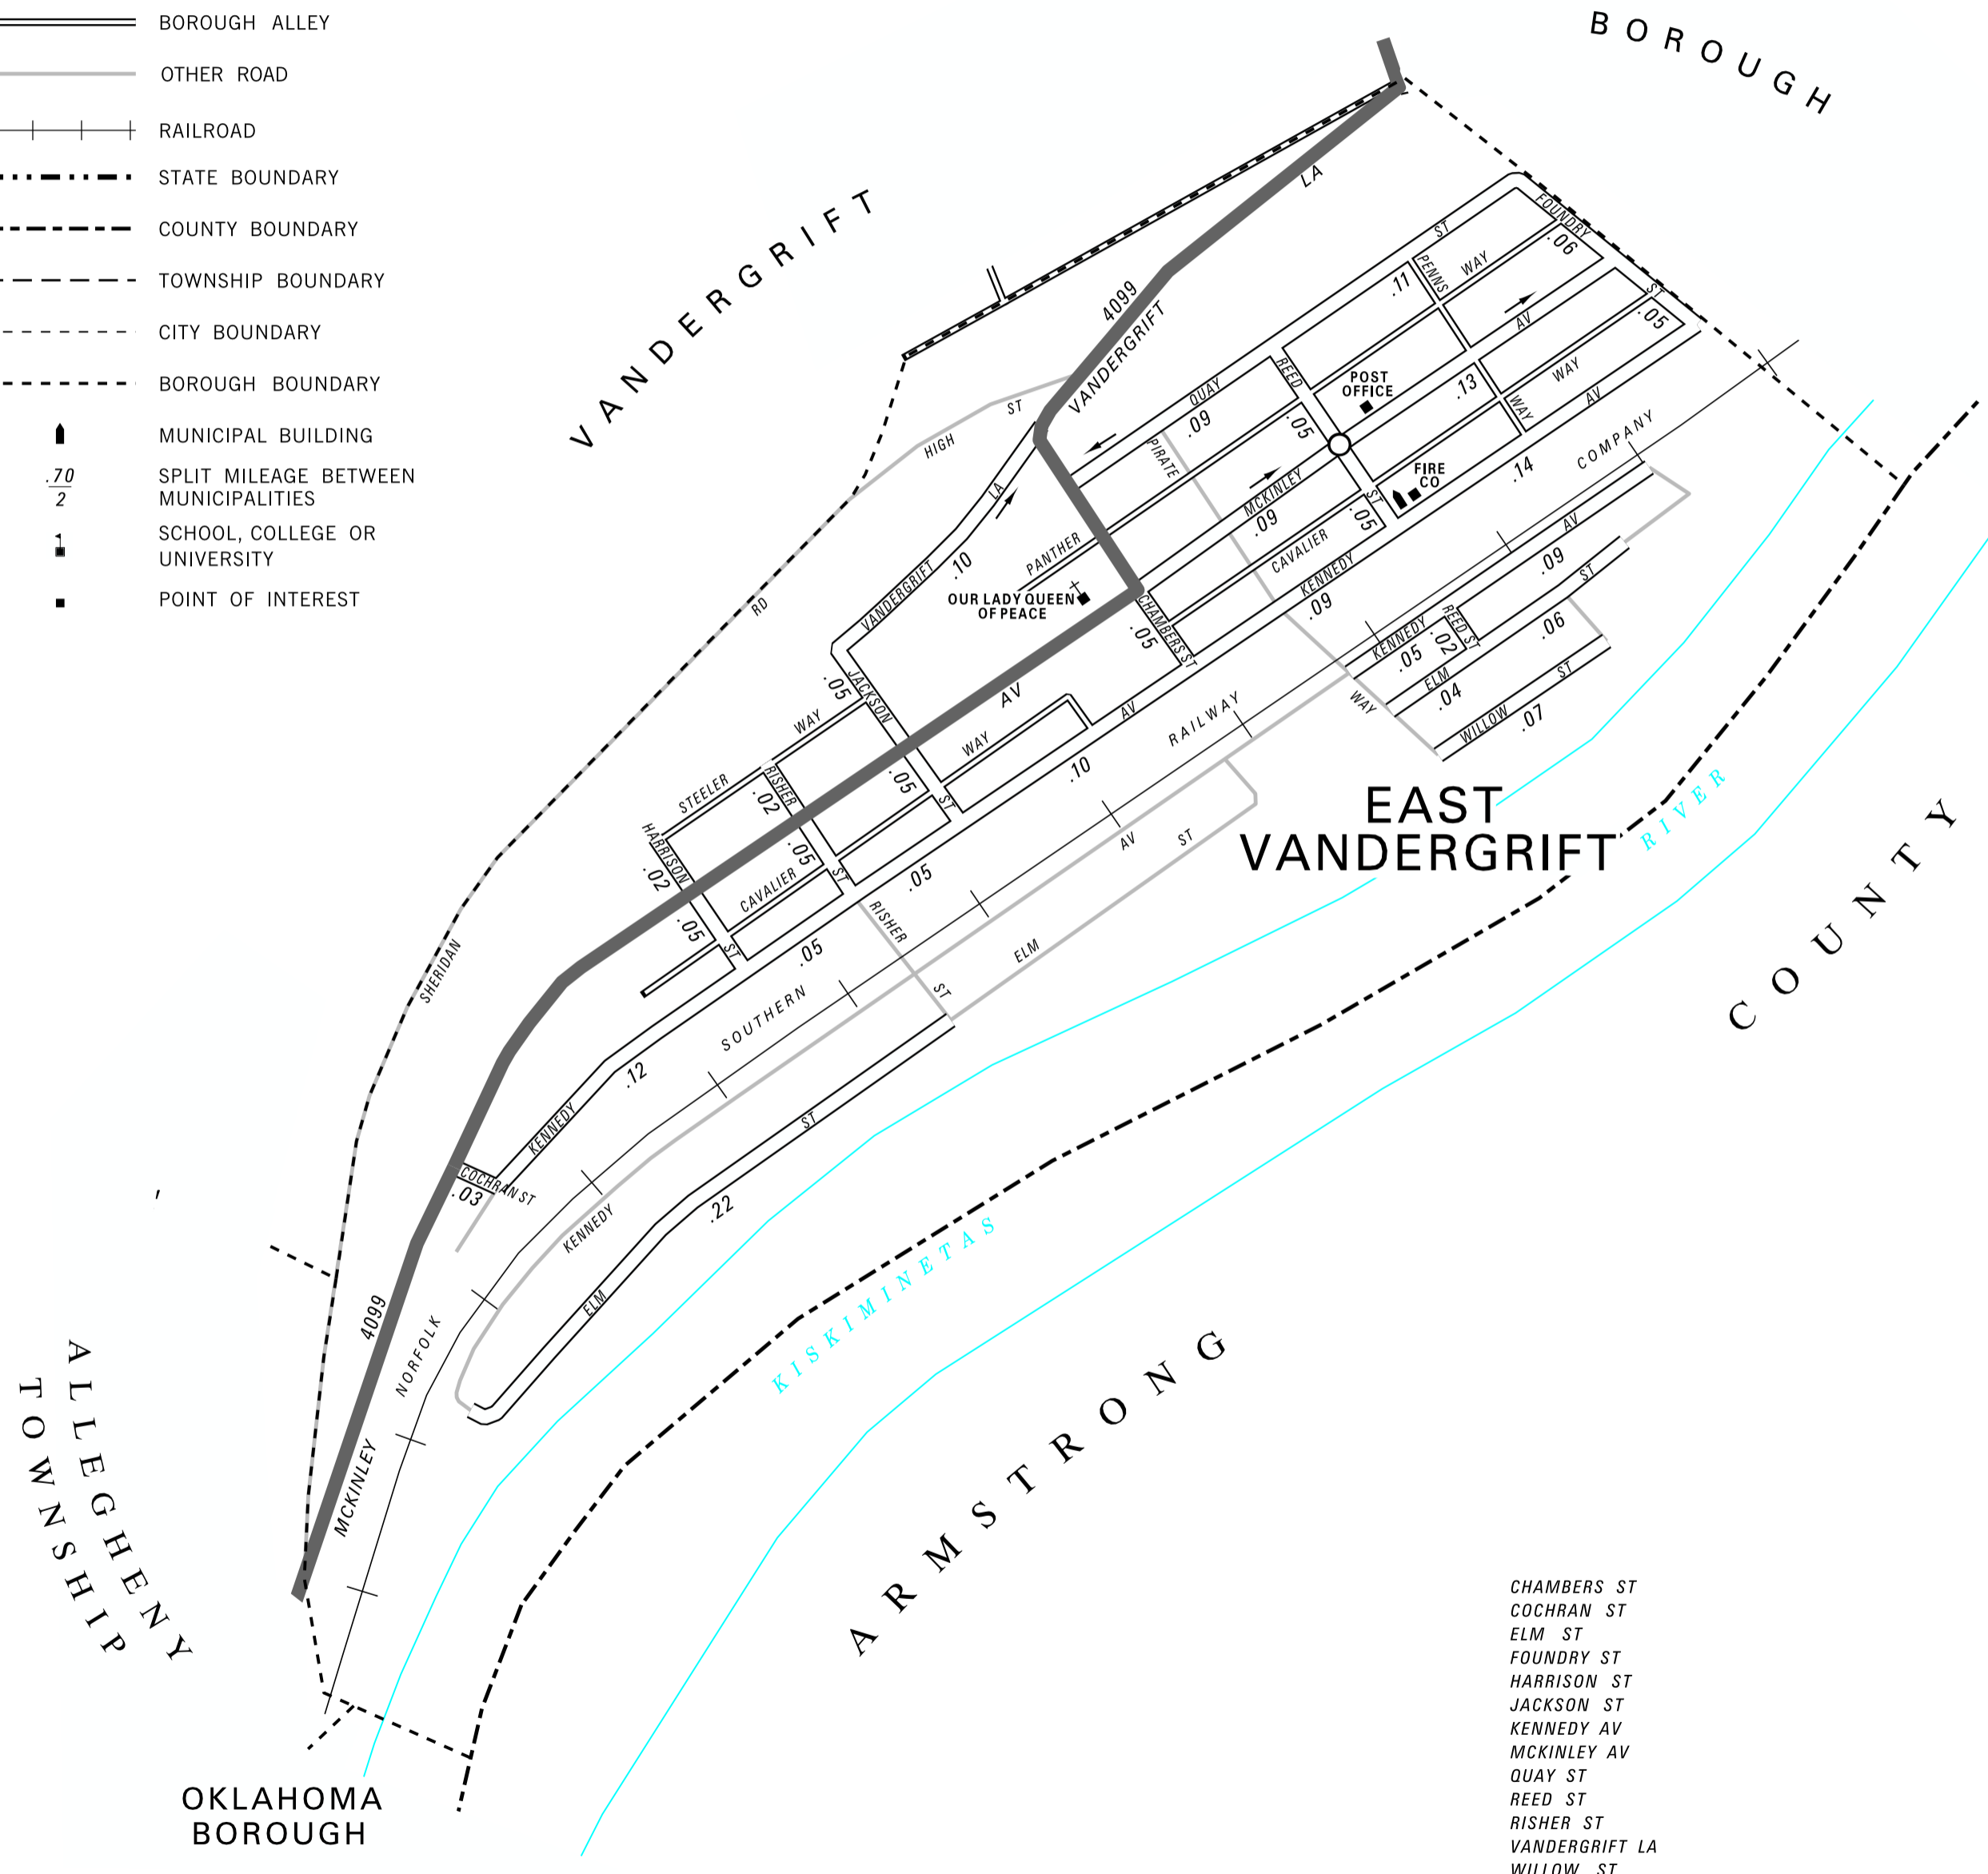 BOROUGH ALLEY
OTHER ROAD
RAILROAD
STATE BOUNDARY
COUNTY BOUNDARY
TOWNSHIP BOUNDARY
CITY BOUNDARY
BOROUGH BOUNDARY
MUNICIPAL BUILDING
.70
2
SPLIT MILEAGE BETWEEN
MUNICIPALITIES
SCHOOL, COLLEGE OR
UNIVERSITY
POINT OF INTEREST
BOROUGH
VANDERGRIFT
LA
4099
VANDERGRIFT
FOUNDRY
ST
.06
.05
ST
PENNS
WAY
WAY
.11
AV
.13
WAY
AV
REED
ST
.05
.05
POST
OFFICE
QUAY
.09
PIRATE
WAY
MCKINLEY
.09
FIRE
CO
.14
COMPANY
CAVALIER
KENNEDY
.09
HIGH
ST
LA
VANDERGRIFT
.10
PANTHER
OUR LADY QUEEN
OF PEACE
CHAMBERS ST
.05
RD
JACKSON
ST
.05
.05
AV
WAY
WAY
STEELER
RISHER
ST
.02
.05
HARRISON
ST
.02
.05
CAVALIER
AV
.10
RAILWAY
.05
.05
KENNEDY
.05
REED ST
.02
AV
.09
ST
.06
ELM
.04
ST
WILLOW
.07
EAST
VANDERGRIFT
RIVER
COUNTY
AV
ST
RISHER
ST
ELM
SOUTHERN
SHERIDAN
.12
KENNEDY
COCHRAN ST
.03
KENNEDY
ST
.22
ELM
4099
NORFOLK
MCKINLEY
KISKIMINETAS
ARMSTRONG
ALLEGHENY
TOWNSHIP
OKLAHOMA
BOROUGH
CHAMBERS ST
COCHRAN ST
ELM ST
FOUNDRY ST
HARRISON ST
JACKSON ST
KENNEDY AV
MCKINLEY AV
QUAY ST
REED ST
RISHER ST
VANDERGRIFT LA
WILLOW ST